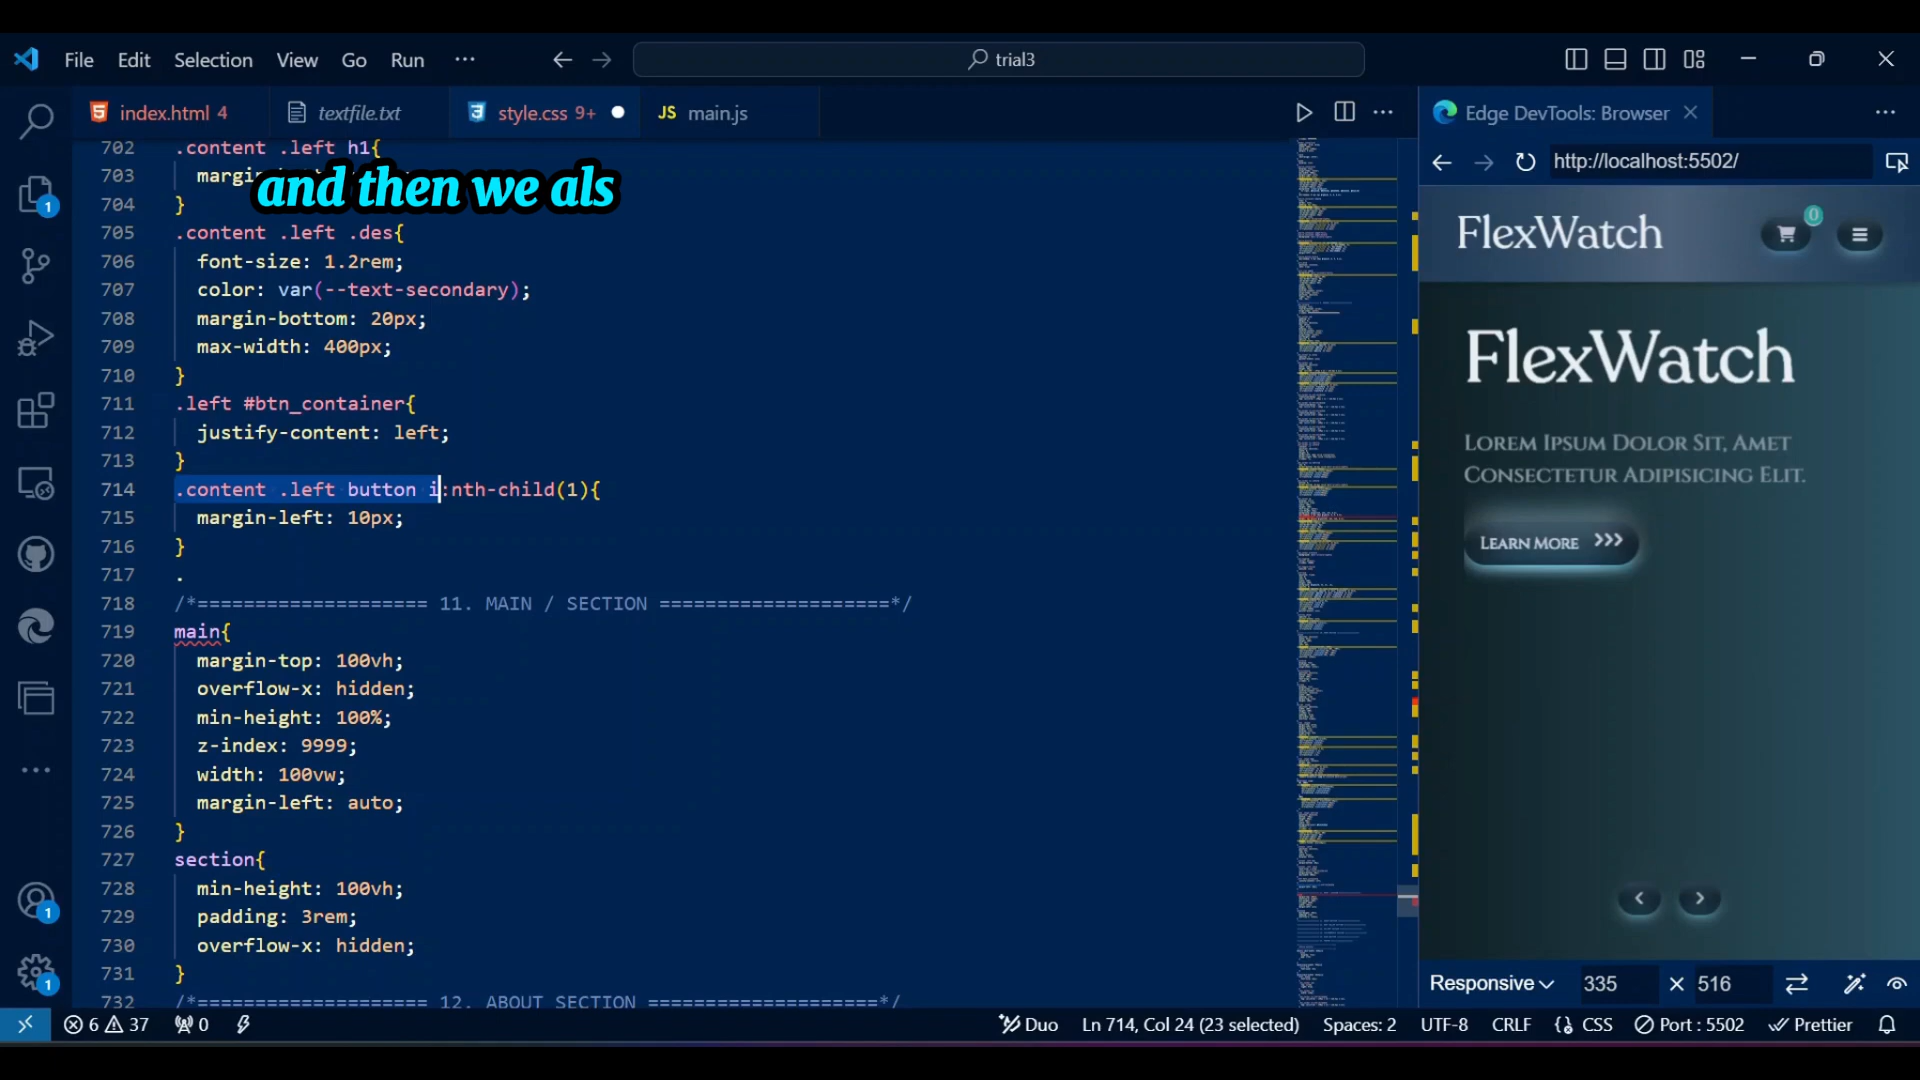 File Edit Selection View Go Run ··· trial3
index.html 4 textfile.txt style.css 9+ JS main.js
Edge DevTools: Browser
http://localhost:5502/
702 .content .left h1{
703 margin
and then we als
704 }
705 .content .left .des{
706 font-size: 1.2rem;
707 color: var(--text-secondary);
708 margin-bottom: 20px;
709 max-width: 400px;
710 }
711 .left #btn_container{
712 justify-content: left;
713 }
714 .content .left button i:nth-child(1){
715 margin-left: 10px;
716 }
717 .
718 /*==================== 11. MAIN / SECTION ====================*/
719 main{
720 margin-top: 100vh;
721 overflow-x: hidden;
722 min-height: 100%;
723 z-index: 9999;
724 width: 100vw;
725 margin-left: auto;
726 }
727 section{
728 min-height: 100vh;
729 padding: 3rem;
730 overflow-x: hidden;
731 }
732 /*==================== 12. ABOUT SECTION ====================*/
1
1
1
FlexWatch 0
FlexWatch
Lorem Ipsum Dolor Sit, Amet
Consectetur Adipisicing Elit.
Learn More
Responsive 335 × 516
6 37 0 Duo Ln 714, Col 24 (23 selected) Spaces: 2 UTF-8 CRLF CSS Port : 5502 Prettier